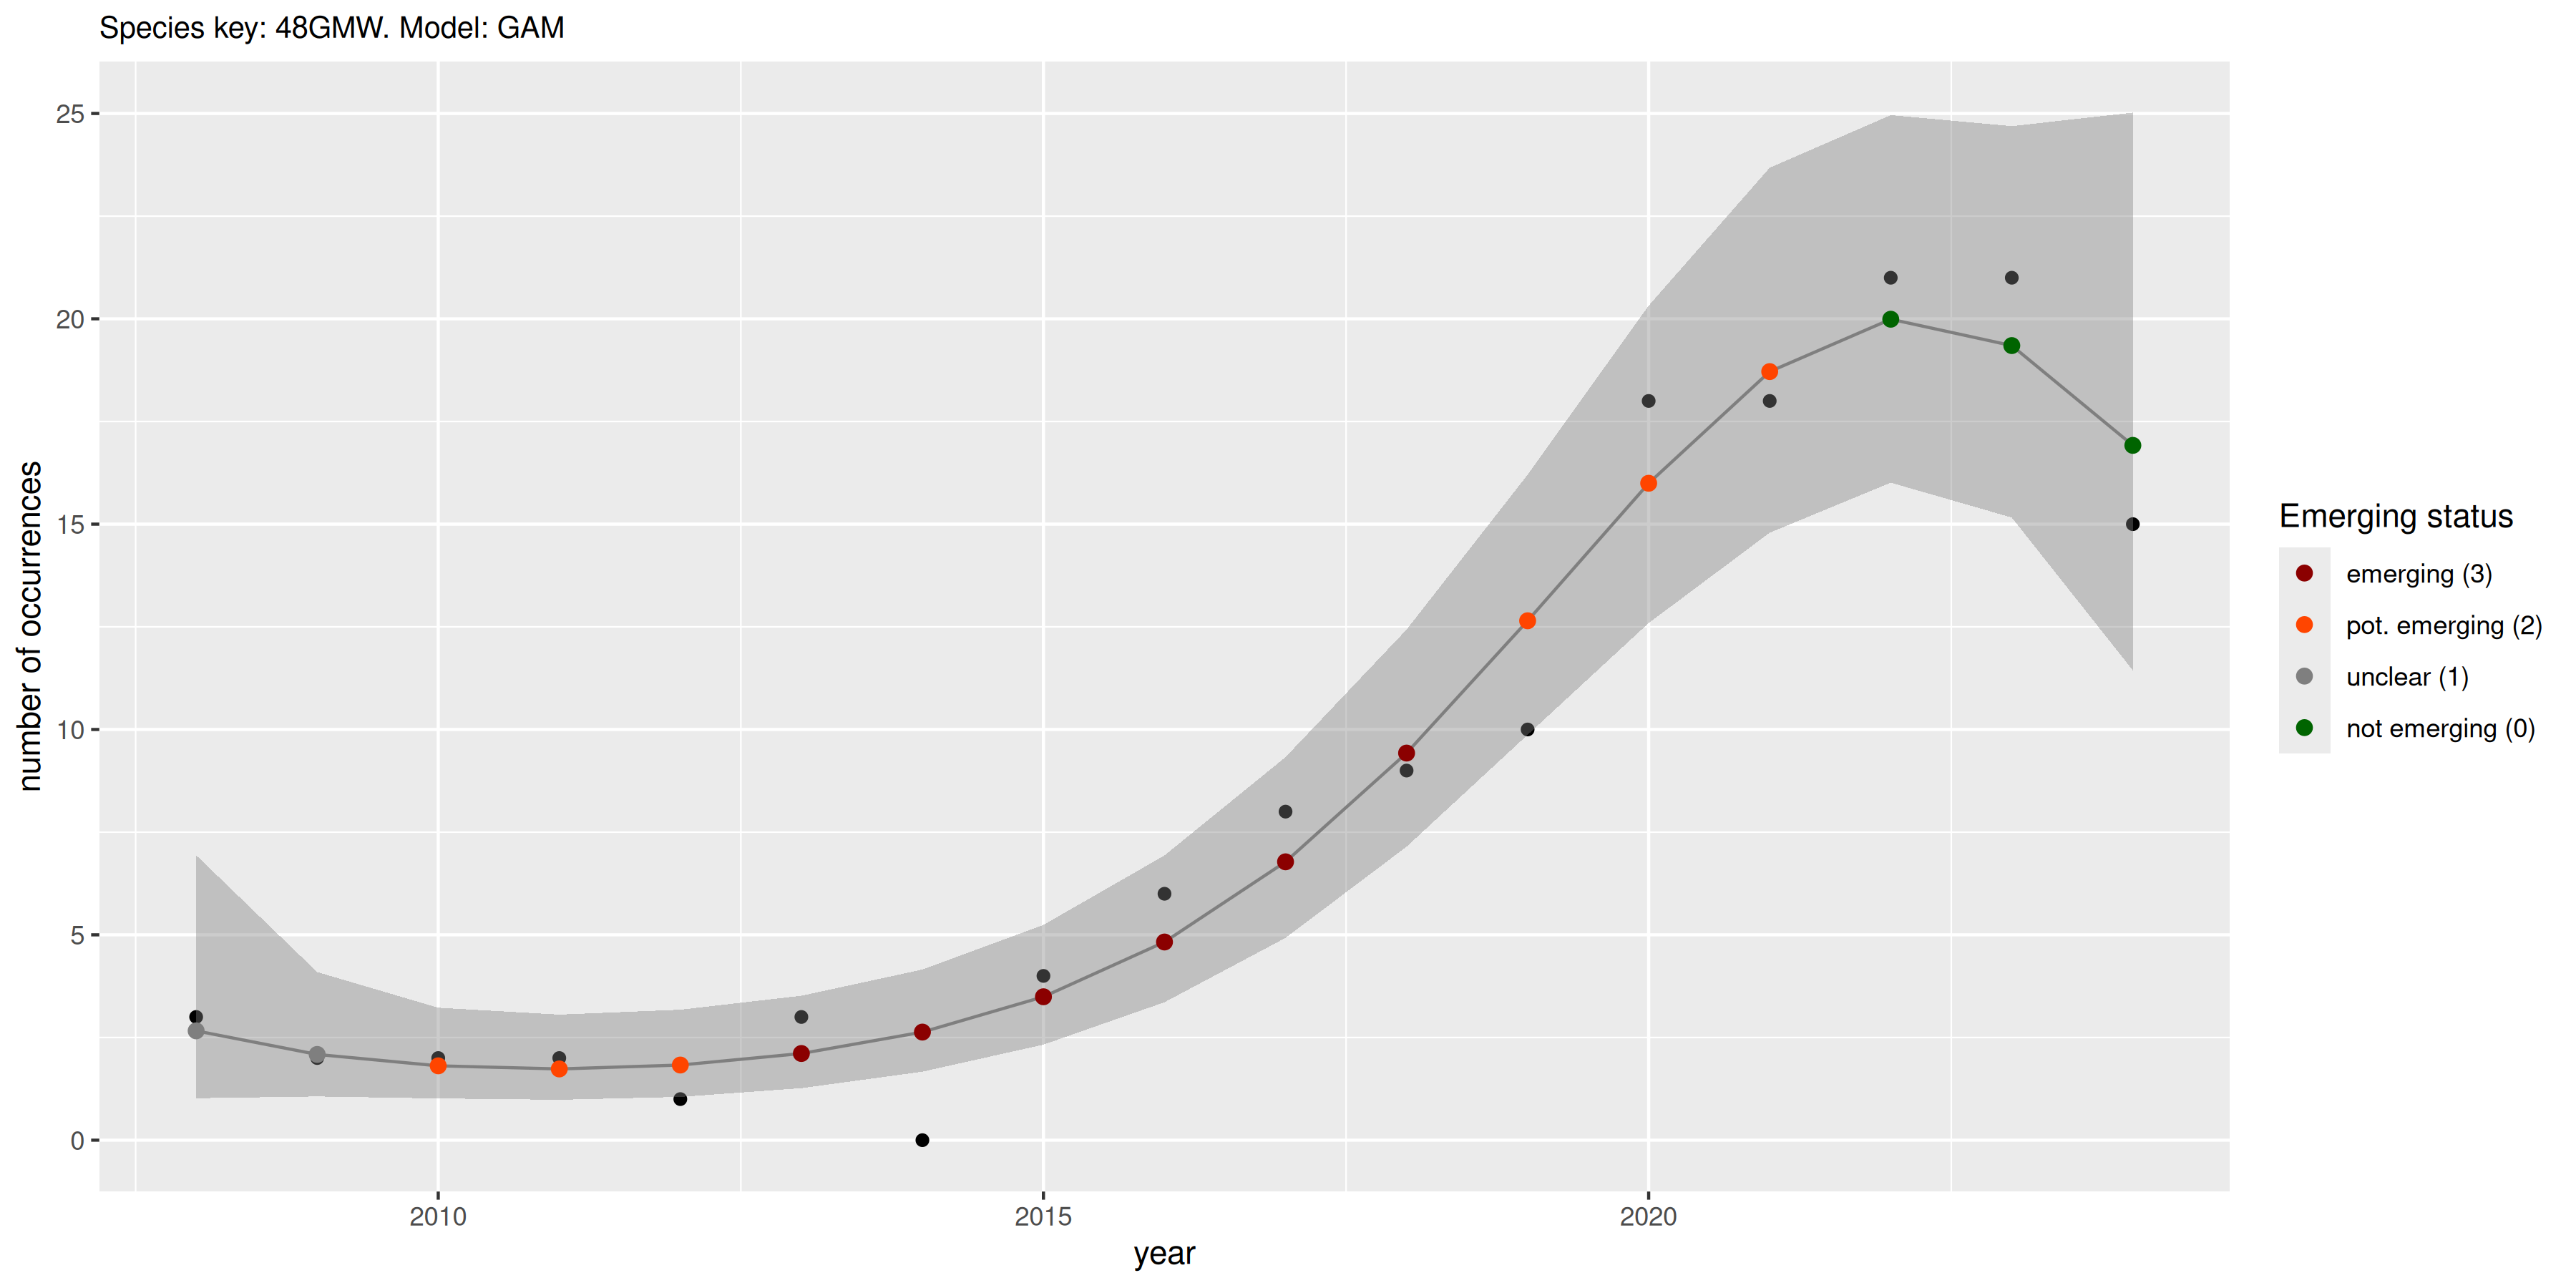 Species key: 48GMW. Model: GAM
25
20
15
10
5
0
number of occurrences
2010
2015
2020
year
Emerging status
emerging (3)
pot. emerging (2)
unclear (1)
not emerging (0)